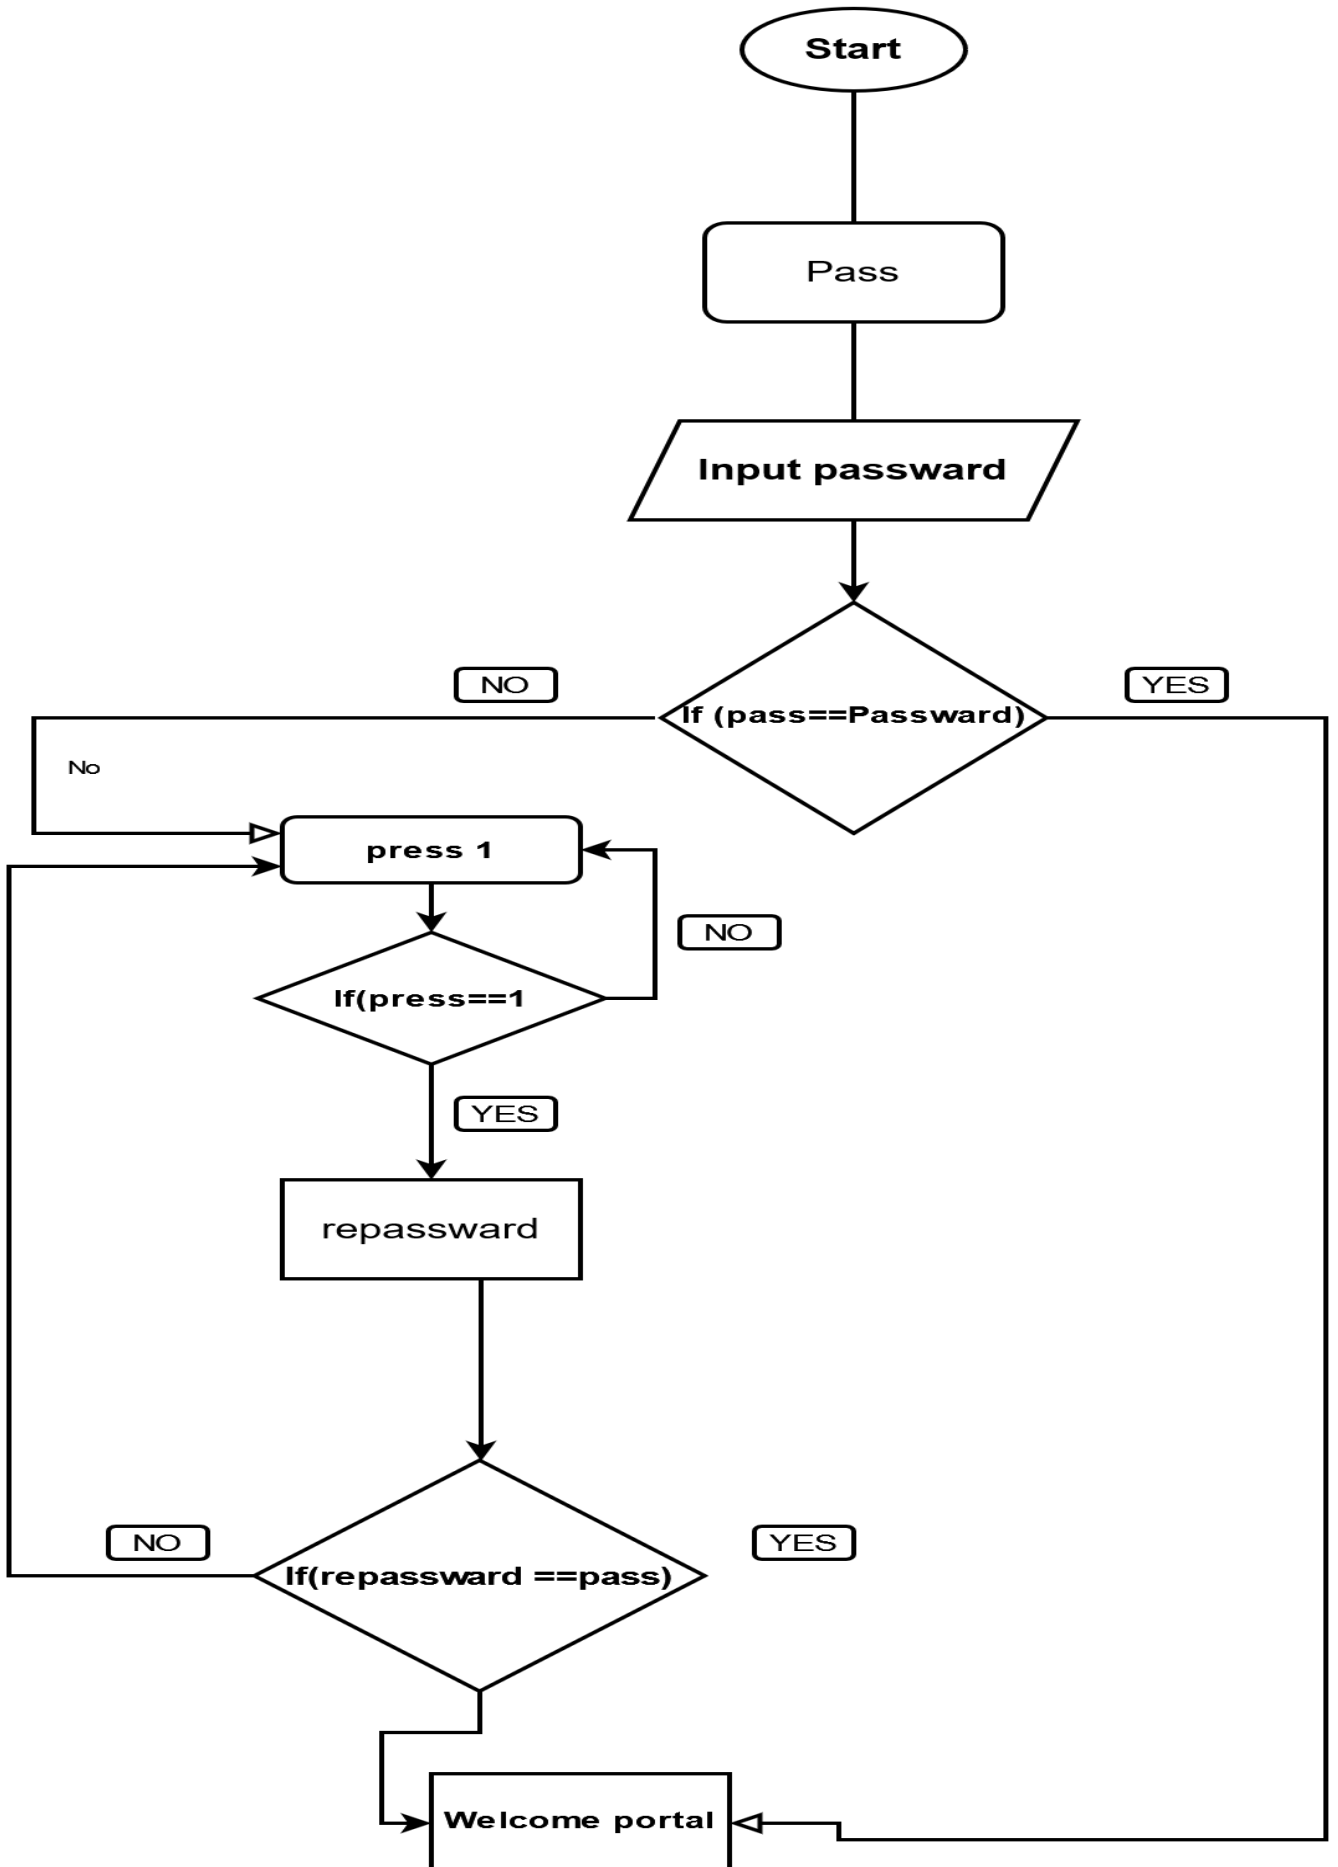 Start
Pass
Input passward
NO
YES
If (pass==Passward)
No
press 1
NO
If(press==1
YES
repassward
NO
YES
If(repassward ==pass)
Welcome portal